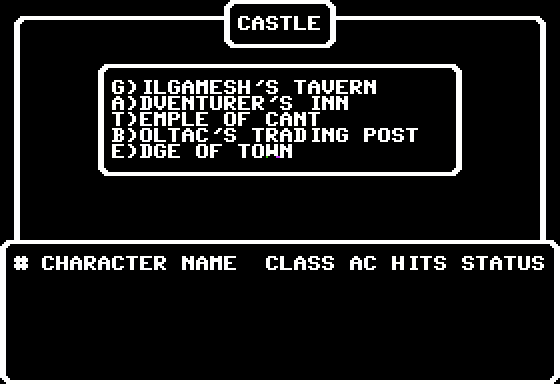 CASTLE
G)ILGAMESH'S TAVERN
A)DVENTURER'S INN
T)EMPLE OF CANT
B)OLTAC'S TRADING POST
E)DGE OF TOWN
# CHARACTER NAME  CLASS AC HITS STATUS